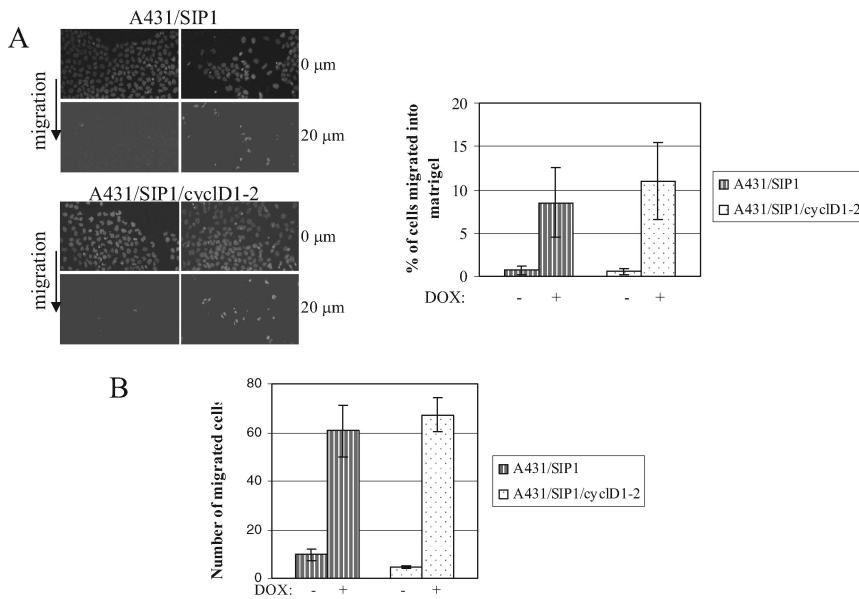 A
A431/SIP1
migration
0 µm
20 µm
A431/SIP1/cyclD1-2
migration
0 µm
20 µm
% of cells migrated into
matrigel
20
15
10
5
0
DOX: - + - +
A431/SIP1
A431/SIP1/cyclD1-2
B
Number of migrated cells
80
60
40
20
0
DOX: - + - +
A431/SIP1
A431/SIP1/cyclD1-2